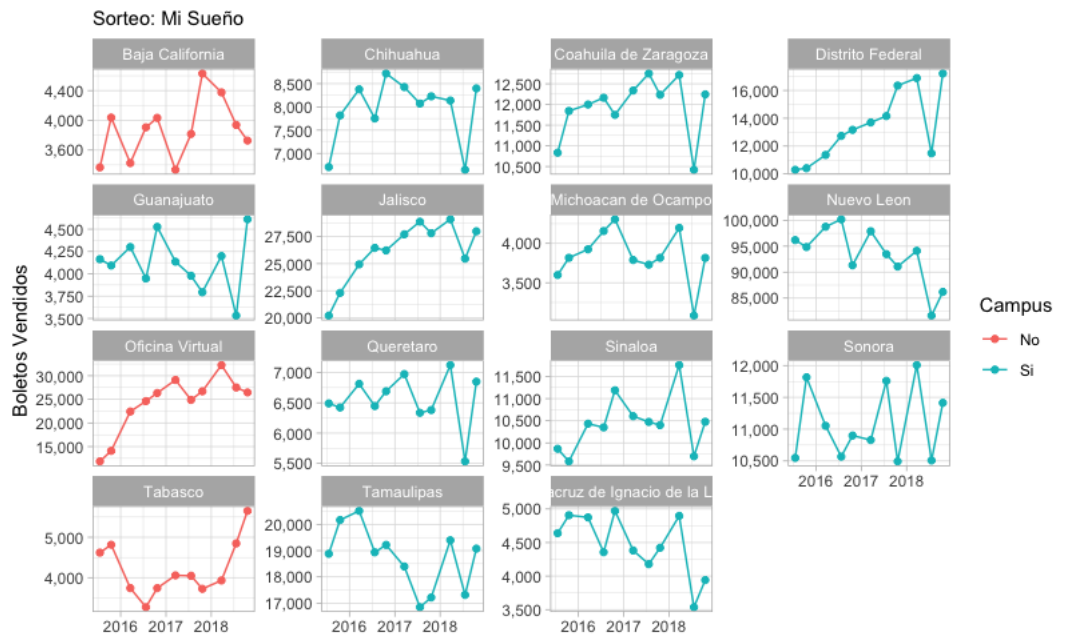 Sorteo: Mi Sueño
Baja California
Chihuahua
Coahuila de Zaragoza
Distrito Federal
4,400
4,000
3,600
8,500
8,000
7,500
7,000
12,500
12,000
11,500
11,000
10,500
16,000
14,000
12,000
10,000
Guanajuato
Jalisco
Michoacan de Ocampo
Nuevo Leon
4,500
4,250
4,000
3,750
3,500
27,500
25,000
22,500
20,000
4,000
3,500
100,000
95,000
90,000
85,000
Oficina Virtual
Queretaro
Sinaloa
Sonora
30,000
25,000
20,000
15,000
7,000
6,500
6,000
5,500
11,500
11,000
10,500
10,000
9,500
12,000
11,500
11,000
10,500
2016 2017 2018
Tabasco
Tamaulipas
acruz de Ignacio de la L
5,000
4,000
20,000
19,000
18,000
17,000
5,000
4,500
4,000
3,500
2016 2017 2018
2016 2017 2018
2016 2017 2018
Boletos Vendidos
Campus
No
Si